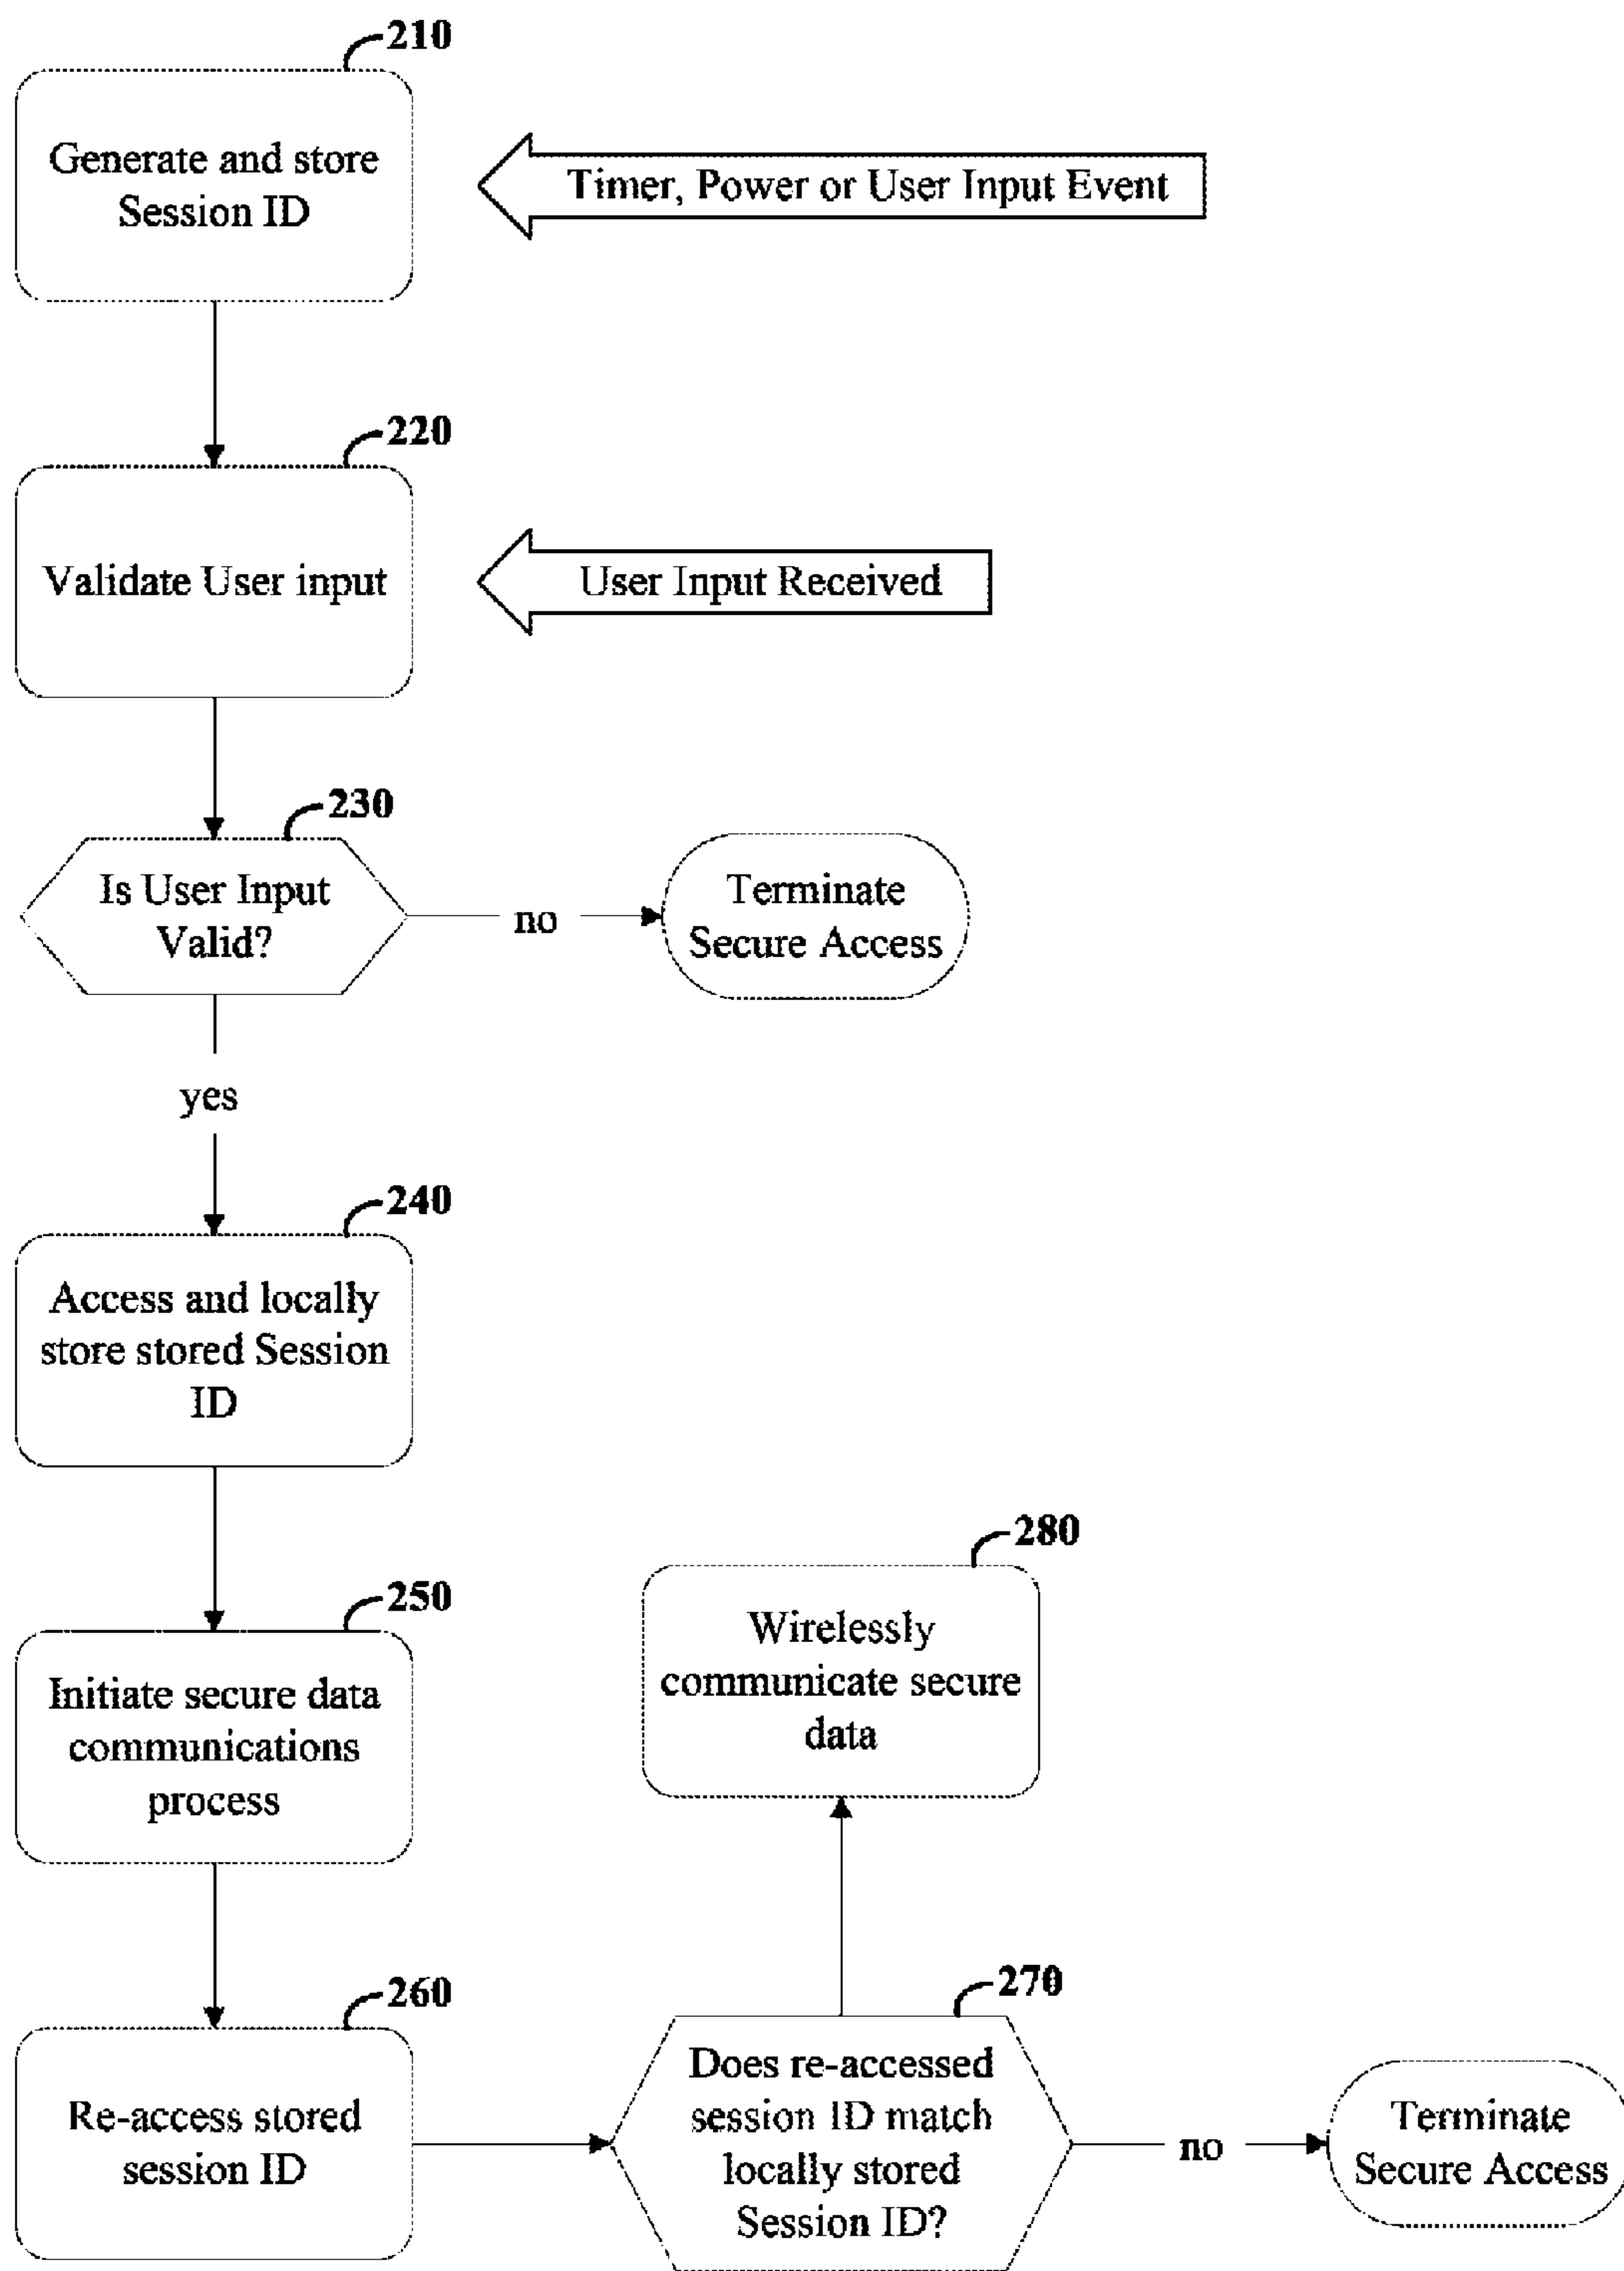 210
Generate and store
Session ID
Timer, Power or User Input Event
220
Validate User input
User Input Received
230
Is User Input
Valid?
no
Terminate
Secure Access
yes
240
Access and locally
store stored Session
ID
250
Initiate secure data
communications
process
280
Wirelessly
communicate secure
data
260
Re-access stored
session ID
270
Does re-accessed
session ID match
locally stored
Session ID?
no
Terminate
Secure Access